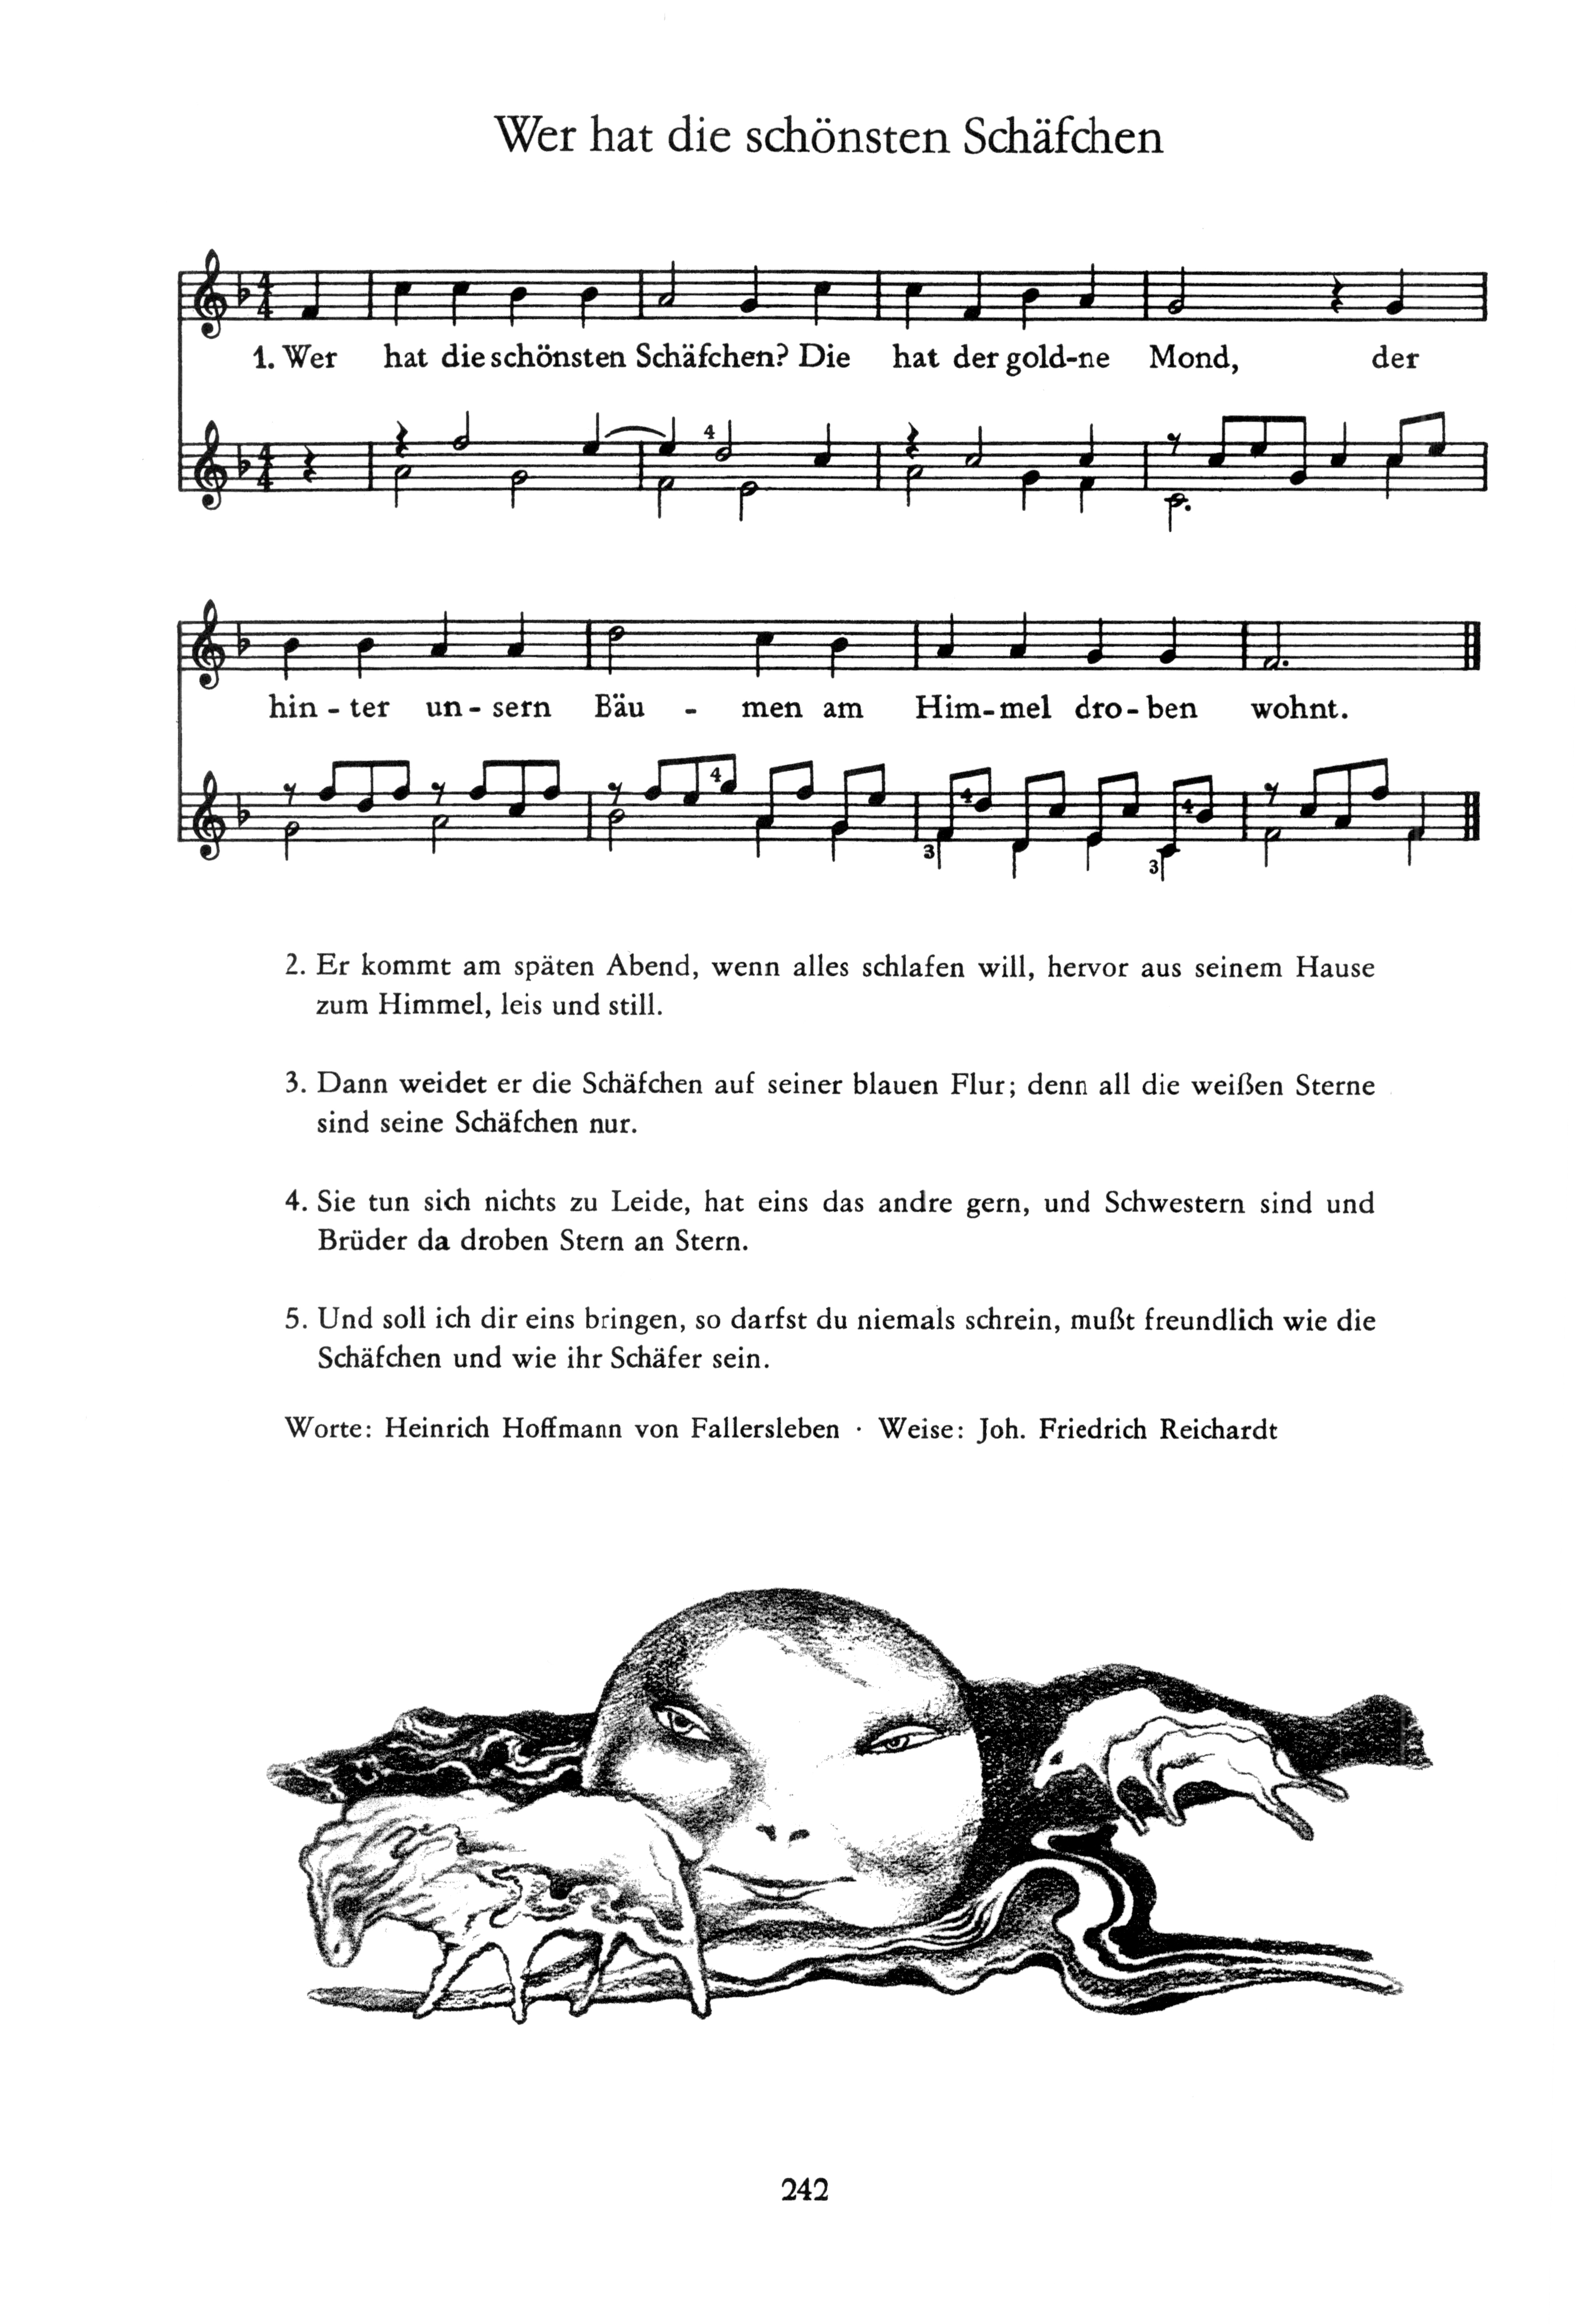 Wer hat die schönsten Schäfchen
1. Wer hat die schönsten Schäfchen? Die hat der gold-ne Mond, der
4
hin - ter un - sern Bäu - men am Him - mel dro - ben wohnt.
4 4 4
3 3
2. Er kommt am späten Abend, wenn alles schlafen will, hervor aus seinem Hause
zum Himmel, leis und still.
3. Dann weidet er die Schäfchen auf seiner blauen Flur; denn all die weißen Sterne
sind seine Schäfchen nur.
4. Sie tun sich nichts zu Leide, hat eins das andre gern, und Schwestern sind und
Brüder da droben Stern an Stern.
5. Und soll ich dir eins bringen, so darfst du niemals schrein, mußt freundlich wie die
Schäfchen und wie ihr Schäfer sein.
Worte: Heinrich Hoffmann von Fallersleben · Weise: Joh. Friedrich Reichardt
242